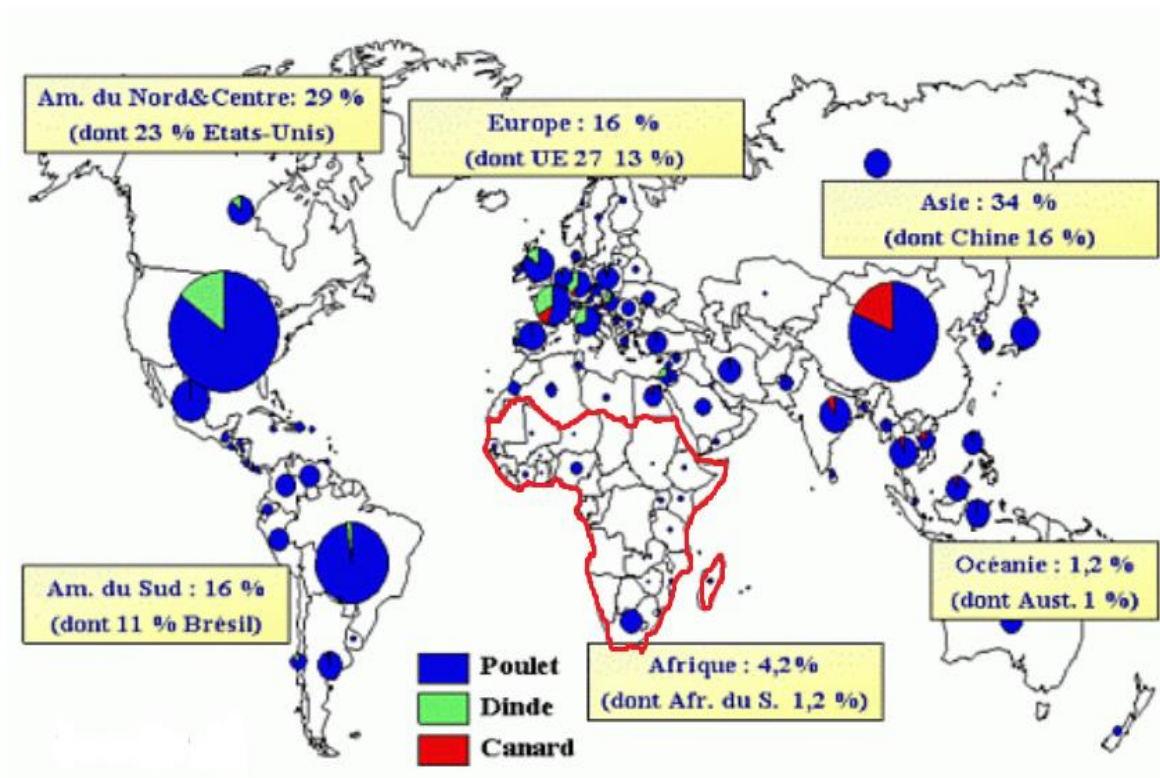 Am. du Nord&Centre: 29 %
(dont 23 % Etats-Unis)
Europe : 16 %
(dont UE 27 13 %)
Asie : 34 %
(dont Chine 16 %)
Am. du Sud : 16 %
(dont 11 % Brésil)
Océanie : 1,2 %
(dont Aust. 1 %)
Afrique : 4,2%
(dont Afr. du S. 1,2 %)
Poulet
Dinde
Canard